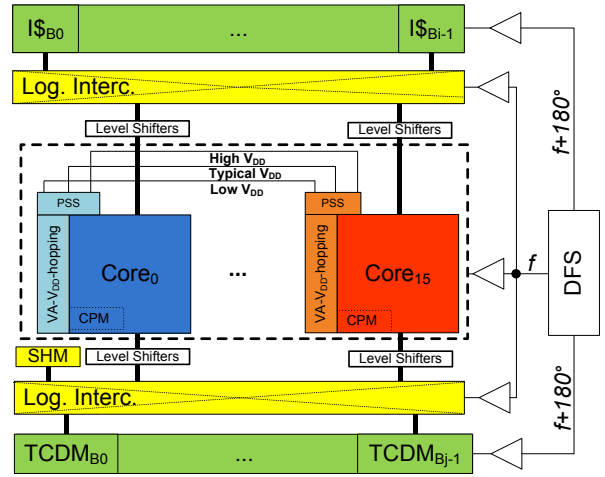 I$B0 ... I$Bi-1
Log. Interc.
Level Shifters Level Shifters
High VDD
Typical VDD
Low VDD
PSS PSS
VA-VDD-hopping Core0 CPM
...
VA-VDD-hopping Core15 CPM
f+180°
f
DFS
f+180°
SHM
Level Shifters Level Shifters
Log. Interc.
TCDMB0 ... TCDMBj-1